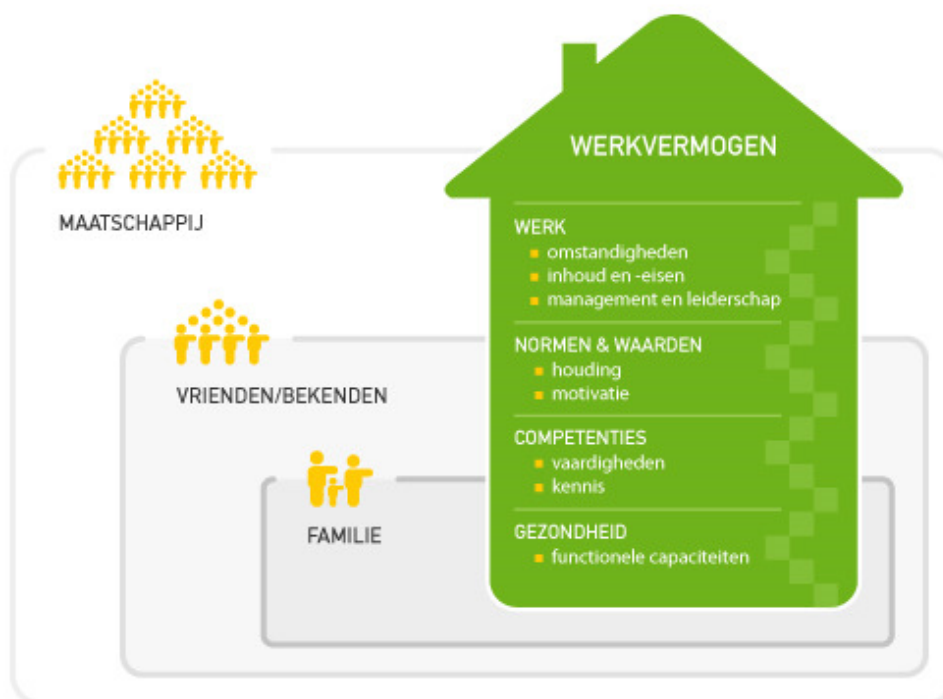 WERKVERMOGEN
MAATSCHAPPIJ
VRIENDEN/BEKENDEN
FAMILIE
WERK
omstandigheden
inhoud en -eisen
management en leiderschap
NORMEN & WAARDEN
houding
motivatie
COMPETENTIES
vaardigheden
kennis
GEZONDHEID
functionele capaciteiten